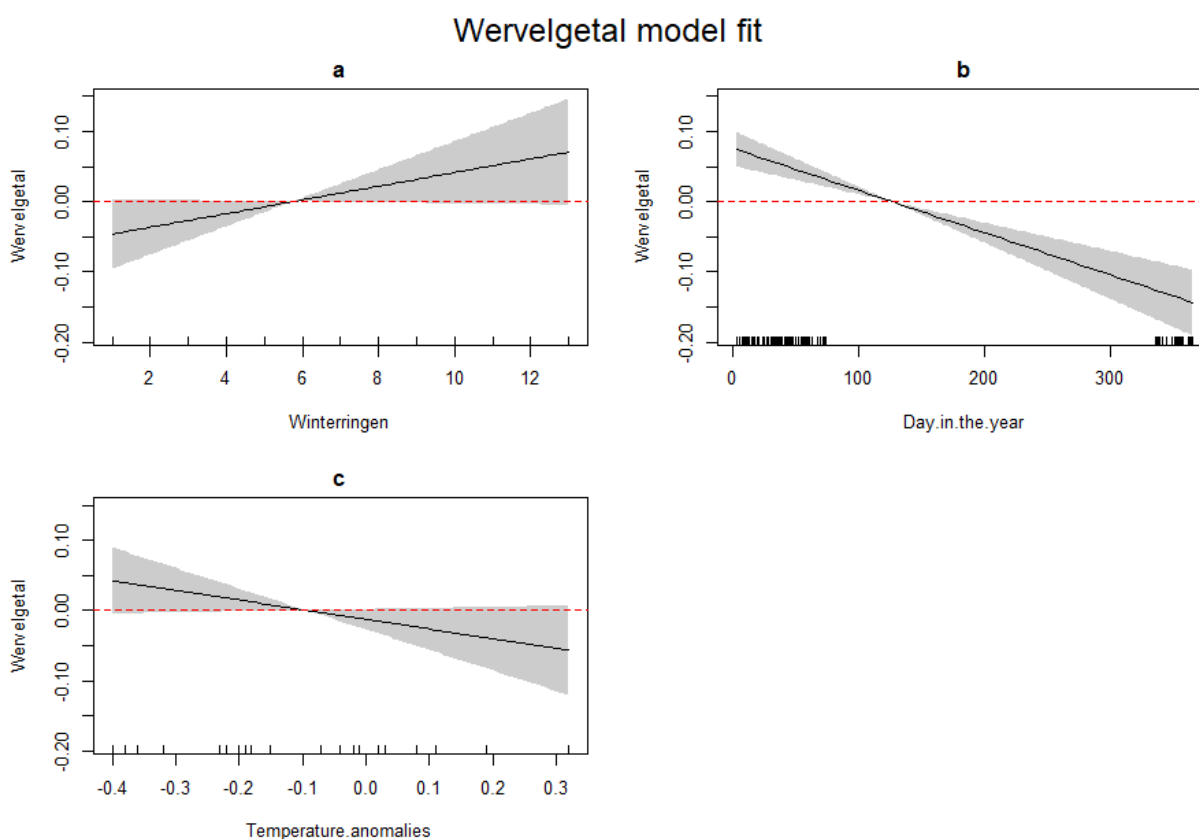 Wervelgetal model fit
a
Wervelgetal
0.10
0.00
-0.10
-0.20
2 4 6 8 10 12
Winterringen
b
Wervelgetal
0.10
0.00
-0.10
-0.20
0 100 200 300
Day.in.the.year
c
Wervelgetal
0.10
0.00
-0.10
-0.20
-0.4 -0.3 -0.2 -0.1 0.0 0.1 0.2 0.3
Temperature.anomalies